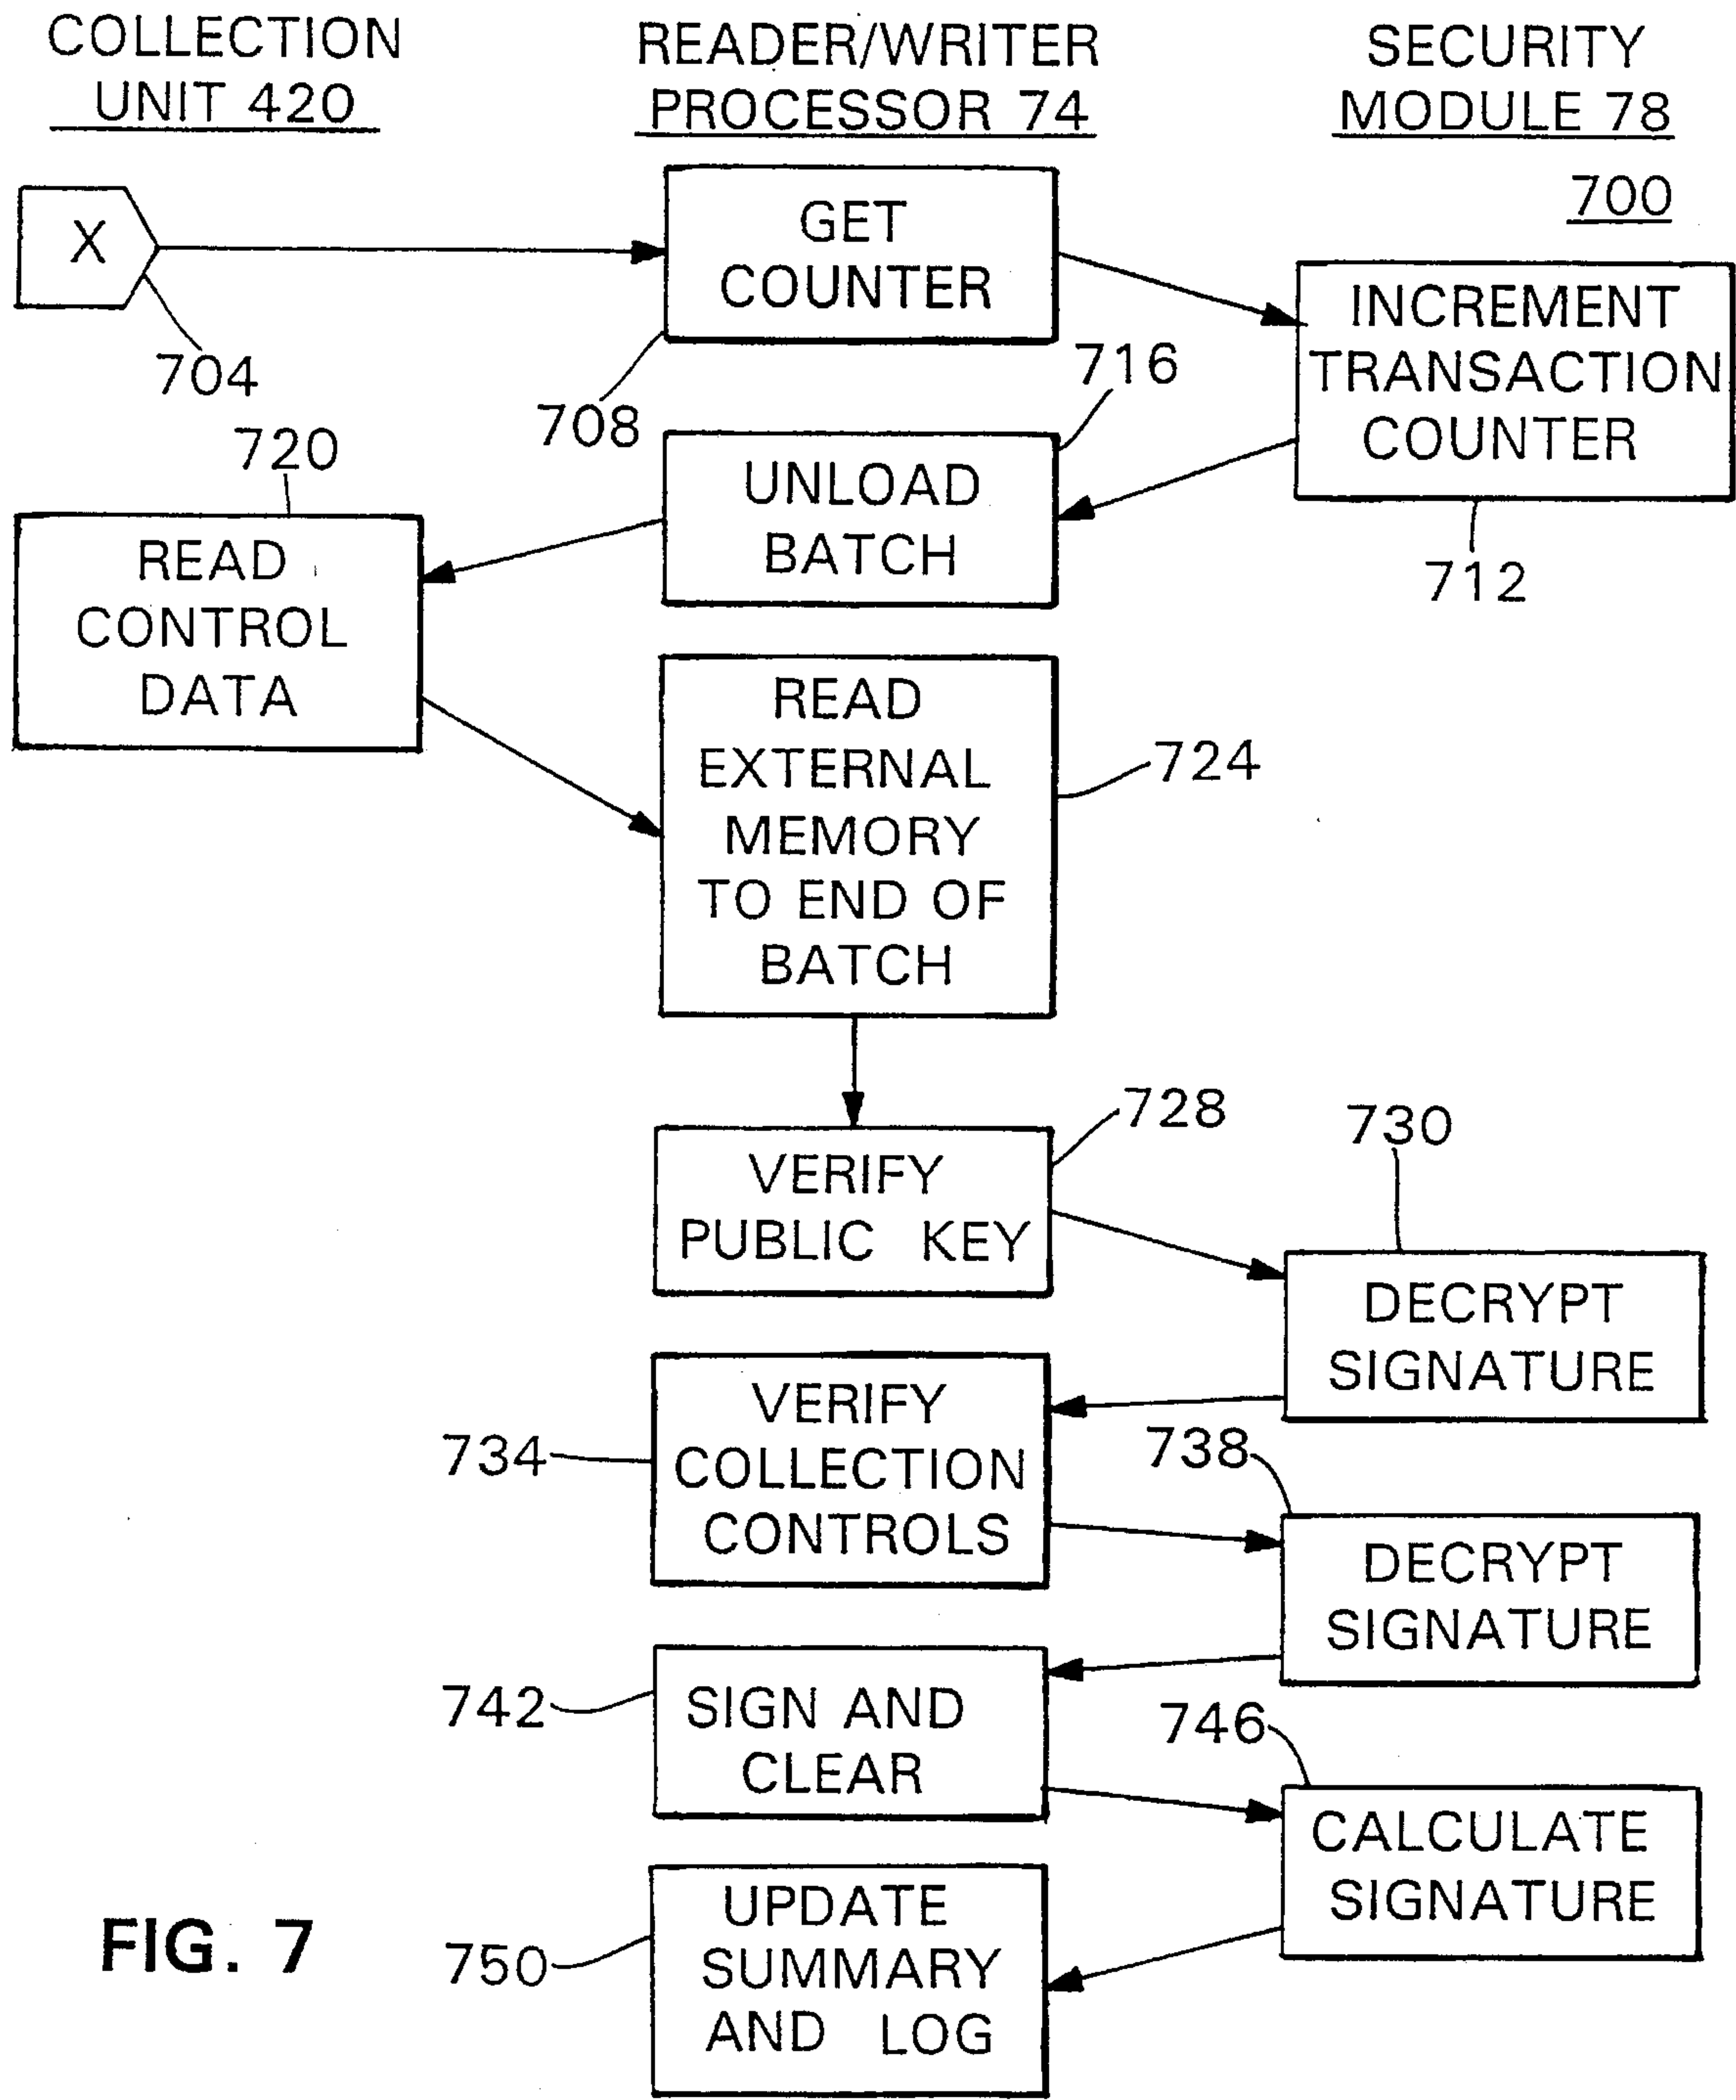 COLLECTION
UNIT 420
READER/WRITER
PROCESSOR 74
SECURITY
MODULE 78
700
X
704
GET
COUNTER
708
INCREMENT
TRANSACTION
COUNTER
712
716
UNLOAD
BATCH
720
READ
CONTROL
DATA
READ
EXTERNAL
MEMORY
TO END OF
BATCH
724
728
VERIFY
PUBLIC KEY
730
DECRYPT
SIGNATURE
VERIFY
COLLECTION
CONTROLS
734
738
DECRYPT
SIGNATURE
742
SIGN AND
CLEAR
746
CALCULATE
SIGNATURE
750
UPDATE
SUMMARY
AND LOG
FIG. 7